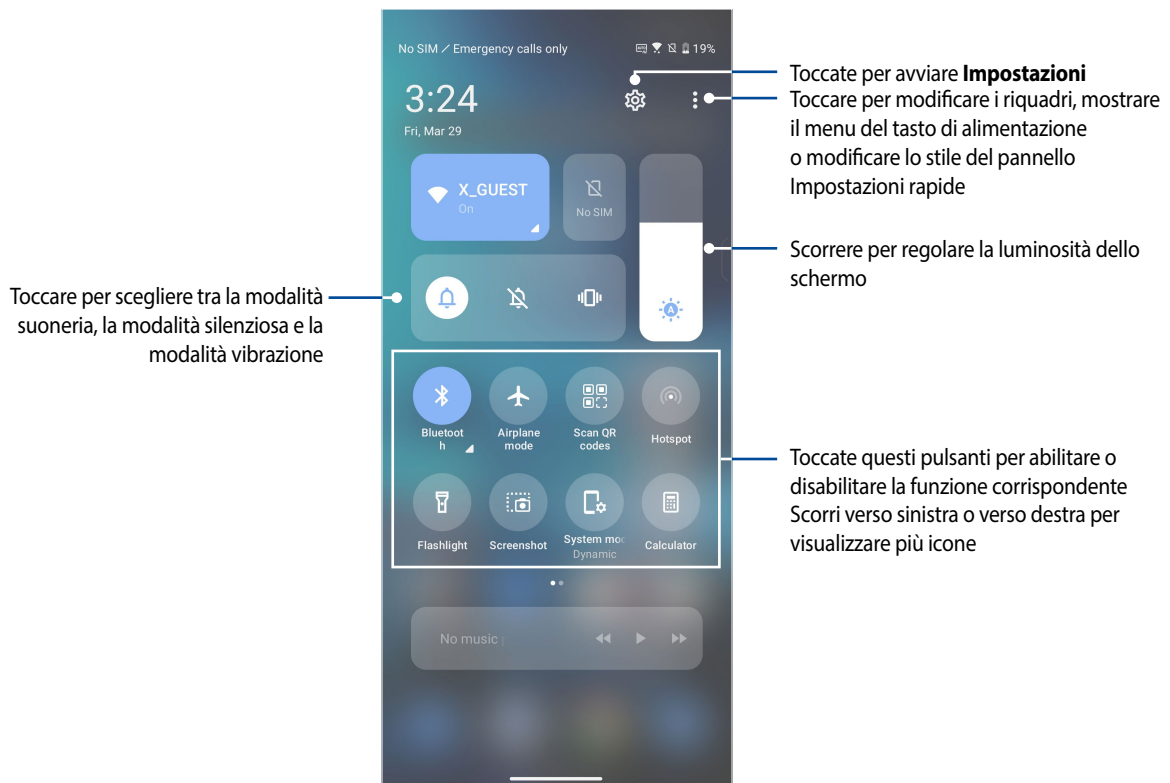 No SIM / Emergency calls only
19%
3:24
Fri, Mar 29
X_GUEST
On
No SIM
A
Bluetoot
h
Airplane
mode
Scan QR
codes
Hotspot
Flashlight
Screenshot
System mo
Dynamic
Calculator
No music
Toccate per avviare Impostazioni
Toccare per modificare i riquadri, mostrare
il menu del tasto di alimentazione
o modificare lo stile del pannello
Impostazioni rapide
Scorrere per regolare la luminosità dello
schermo
Toccare per scegliere tra la modalità
suoneria, la modalità silenziosa e la
modalità vibrazione
Toccate questi pulsanti per abilitare o
disabilitare la funzione corrispondente
Scorri verso sinistra o verso destra per
visualizzare più icone